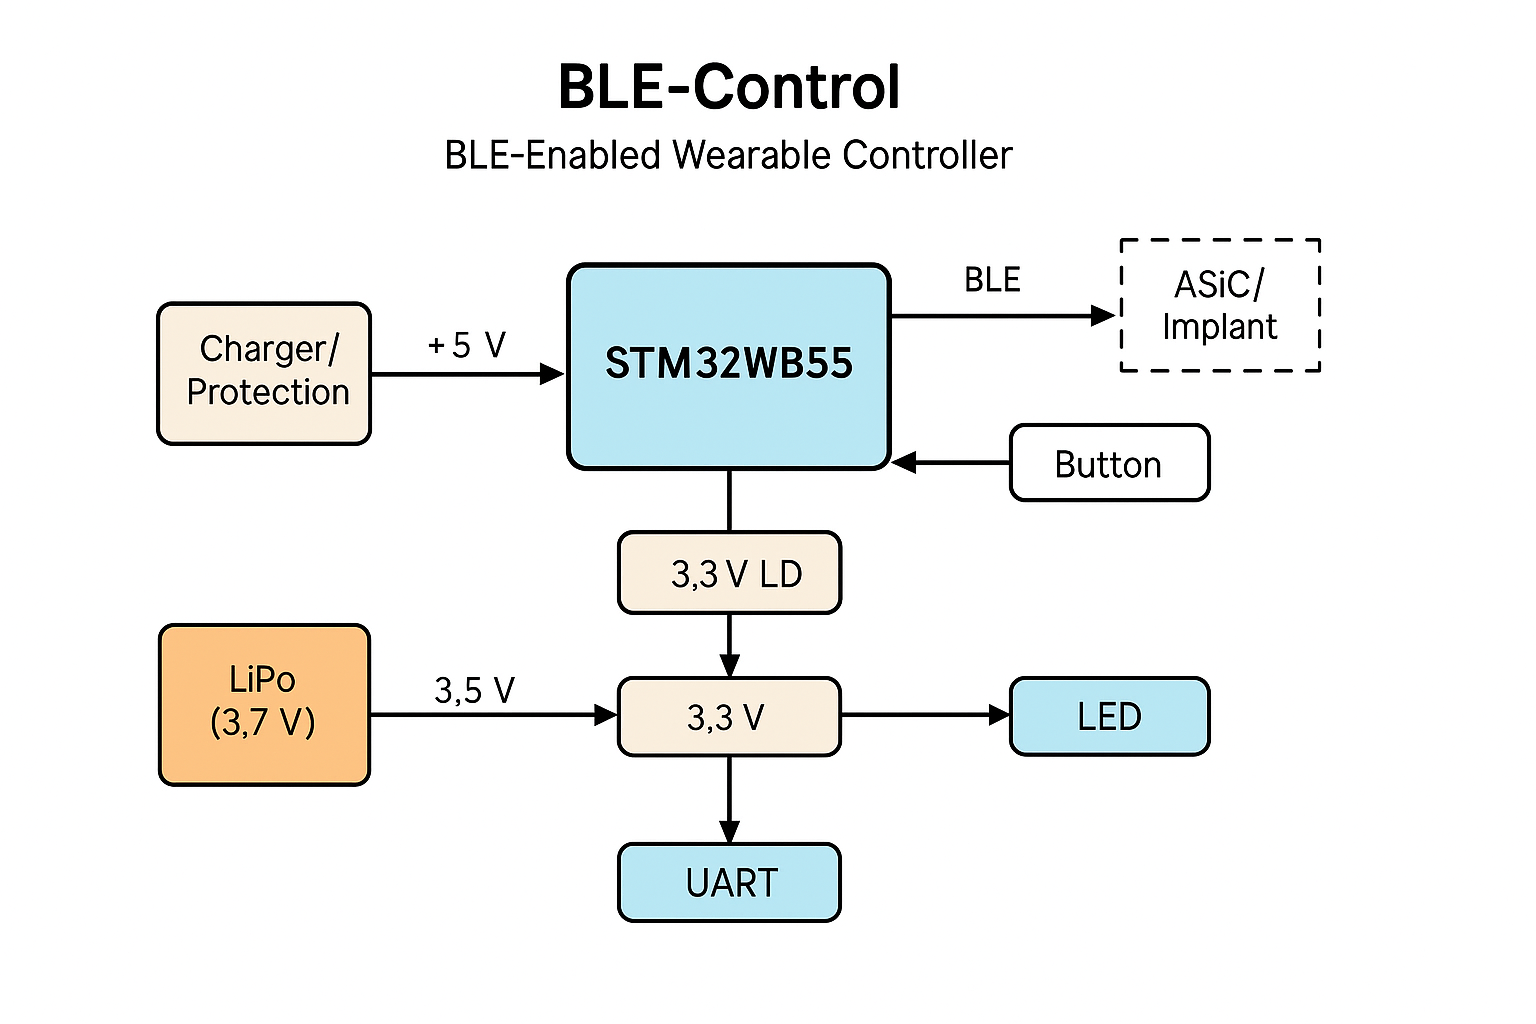 BLE-Control
BLE-Enabled Wearable Controller
Charger/
Protection
+5 V
STM32WB55
BLE
ASiC/
Implant
Button
3,3 V LD
LiPo
(3,7 V)
3,5 V
3,3 V
LED
UART